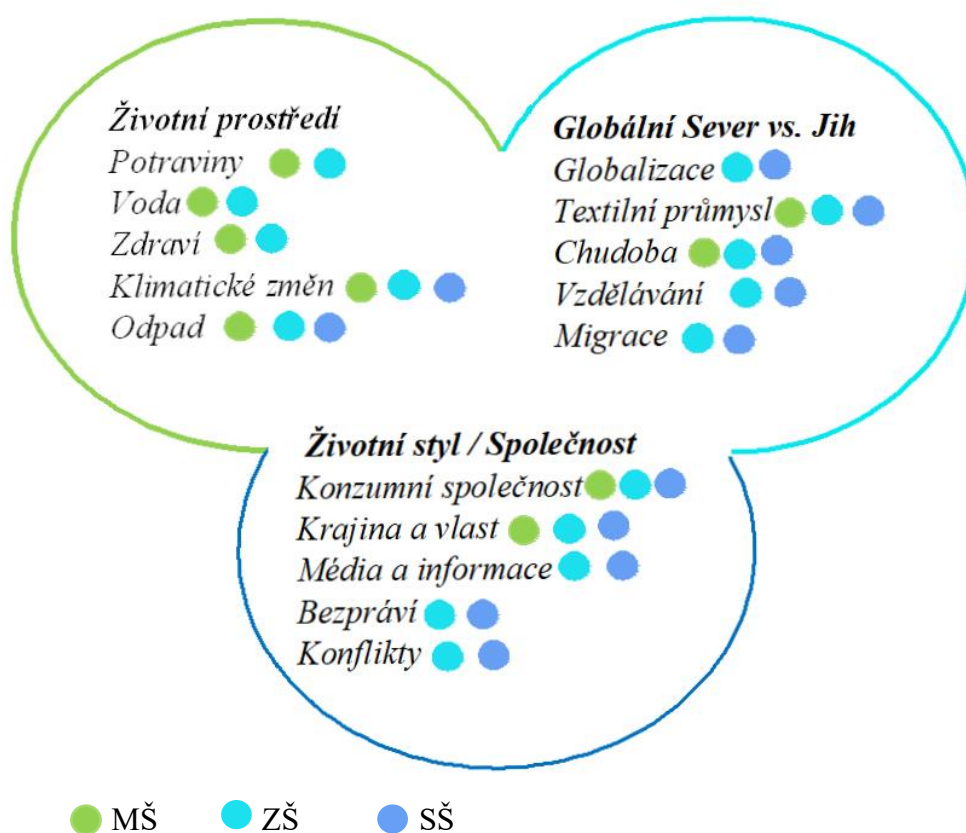 Životní prostředí
Potraviny
Voda
Zdraví
Klimatické změn
Odpad
Globální Sever vs. Jih
Globalizace
Textilní průmysl
Chudoba
Vzdělávání
Migrace
Životní styl / Společnost
Konzumní společnost
Krajina a vlast
Média a informace
Bezpráví
Konflikty
MŠ ZŠ SŠ